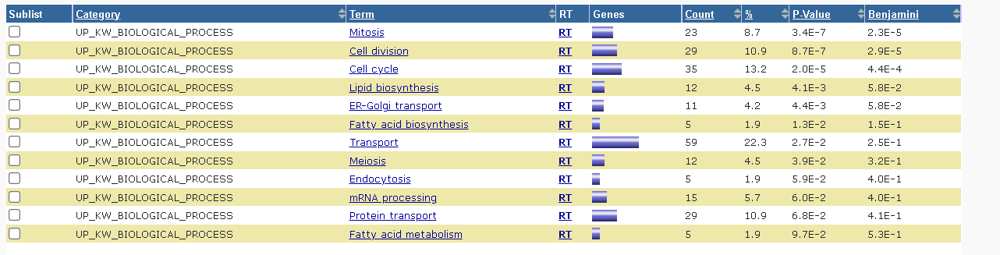 Sublist Category Term RT Genes Count % P-Value Benjamini
UP_KW_BIOLOGICAL_PROCESS Mitosis RT 23 8.7 3.4E-7 2.3E-5
UP_KW_BIOLOGICAL_PROCESS Cell division RT 29 10.9 8.7E-7 2.9E-5
UP_KW_BIOLOGICAL_PROCESS Cell cycle RT 35 13.2 2.0E-5 4.4E-4
UP_KW_BIOLOGICAL_PROCESS Lipid biosynthesis RT 12 4.5 4.1E-3 5.8E-2
UP_KW_BIOLOGICAL_PROCESS ER-Golgi transport RT 11 4.2 4.4E-3 5.8E-2
UP_KW_BIOLOGICAL_PROCESS Fatty acid biosynthesis RT 5 1.9 1.3E-2 1.5E-1
UP_KW_BIOLOGICAL_PROCESS Transport RT 59 22.3 2.7E-2 2.5E-1
UP_KW_BIOLOGICAL_PROCESS Meiosis RT 12 4.5 3.9E-2 3.2E-1
UP_KW_BIOLOGICAL_PROCESS Endocytosis RT 5 1.9 5.9E-2 4.0E-1
UP_KW_BIOLOGICAL_PROCESS mRNA processing RT 15 5.7 6.0E-2 4.0E-1
UP_KW_BIOLOGICAL_PROCESS Protein transport RT 29 10.9 6.8E-2 4.1E-1
UP_KW_BIOLOGICAL_PROCESS Fatty acid metabolism RT 5 1.9 9.7E-2 5.3E-1